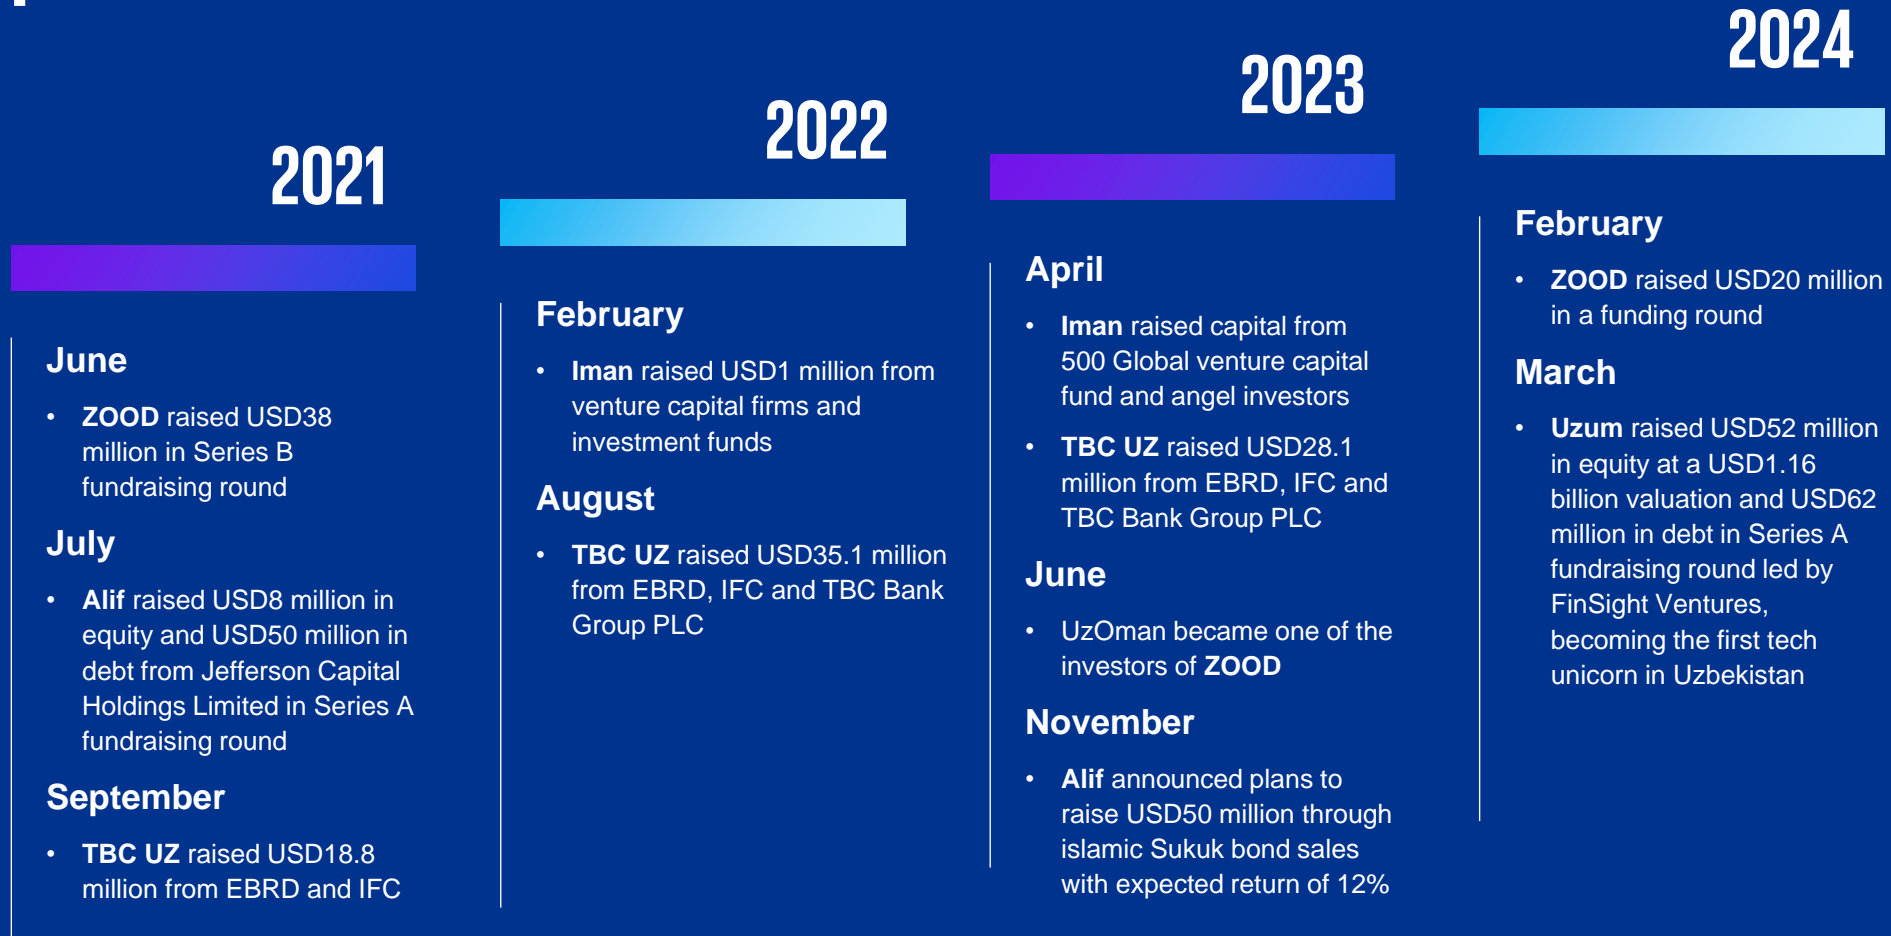 2021
June
• ZOOD raised USD38
million in Series B
fundraising round
July
• Alif raised USD8 million in
equity and USD50 million in
debt from Jefferson Capital
Holdings Limited in Series A
fundraising round
September
• TBC UZ raised USD18.8
million from EBRD and IFC
2022
February
• Iman raised USD1 million from
venture capital firms and
investment funds
August
• TBC UZ raised USD35.1 million
from EBRD, IFC and TBC Bank
Group PLC
2023
April
• Iman raised capital from
500 Global venture capital
fund and angel investors
• TBC UZ raised USD28.1
million from EBRD, IFC and
TBC Bank Group PLC
June
• UzOman became one of the
investors of ZOOD
November
• Alif announced plans to
raise USD50 million through
islamic Sukuk bond sales
with expected return of 12%
2024
February
• ZOOD raised USD20 million
in a funding round
March
• Uzum raised USD52 million
in equity at a USD1.16
billion valuation and USD62
million in debt in Series A
fundraising round led by
FinSight Ventures,
becoming the first tech
unicorn in Uzbekistan